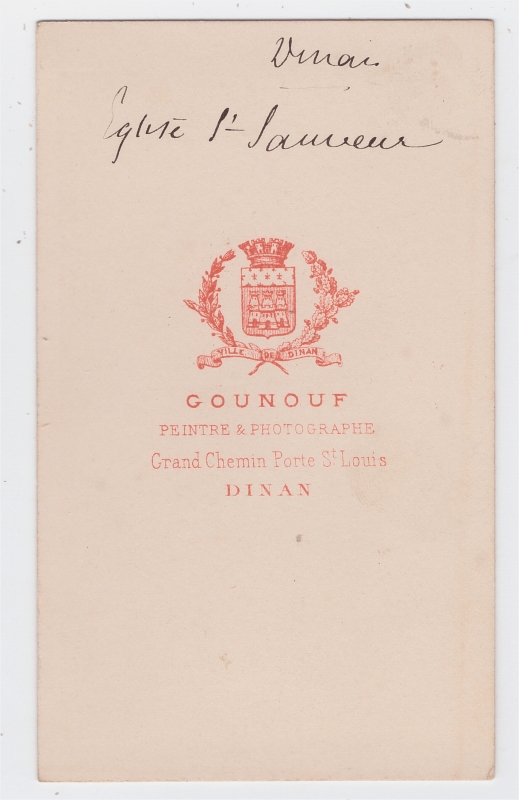 Dinan
Eglise St Sauveur
VILLE DE DINAN
GOUNOUF
PEINTRE & PHOTOGRAPHE
Grand Chemin Porte St Louis
DINAN